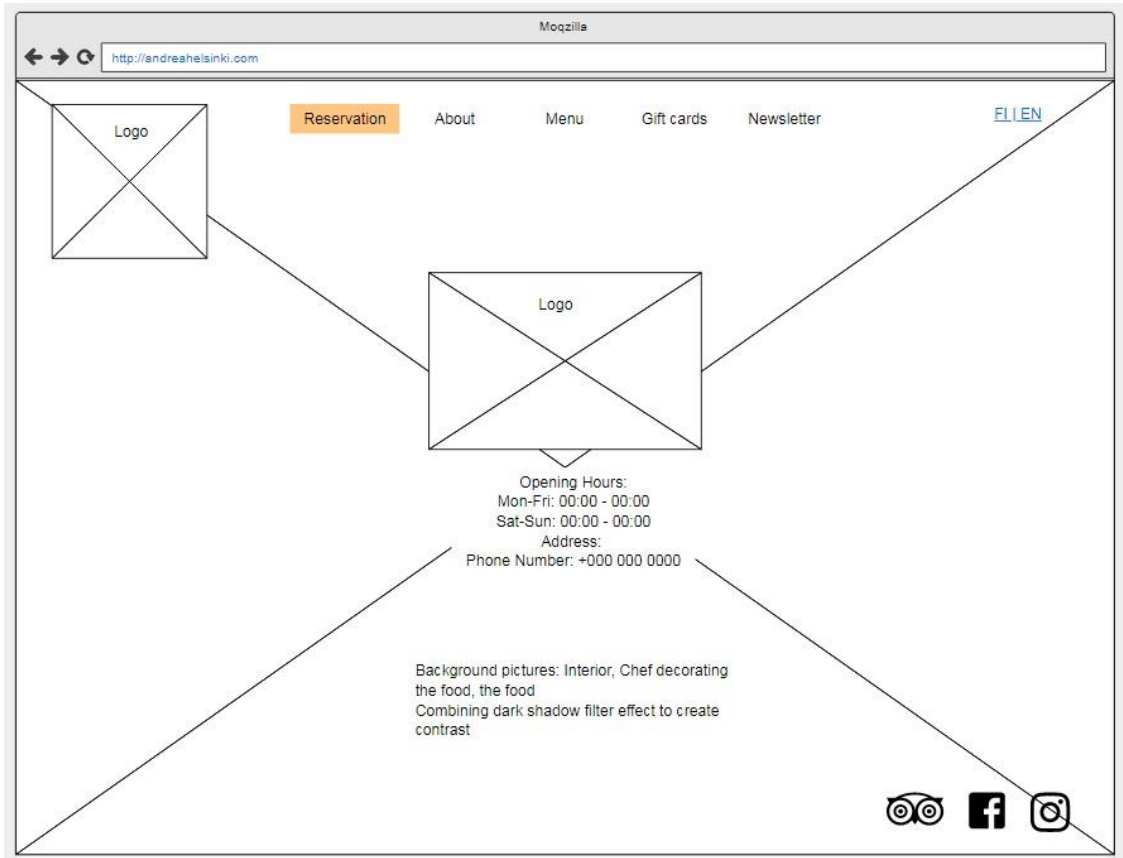 Moqzilla
http://andreahelsinki.com
Logo
Reservation
About
Menu
Gift cards
Newsletter
FI | EN
Logo
Opening Hours:
Mon-Fri: 00:00 - 00:00
Sat-Sun: 00:00 - 00:00
Address:
Phone Number: +000 000 0000
Background pictures: Interior, Chef decorating
the food, the food
Combining dark shadow filter effect to create
contrast